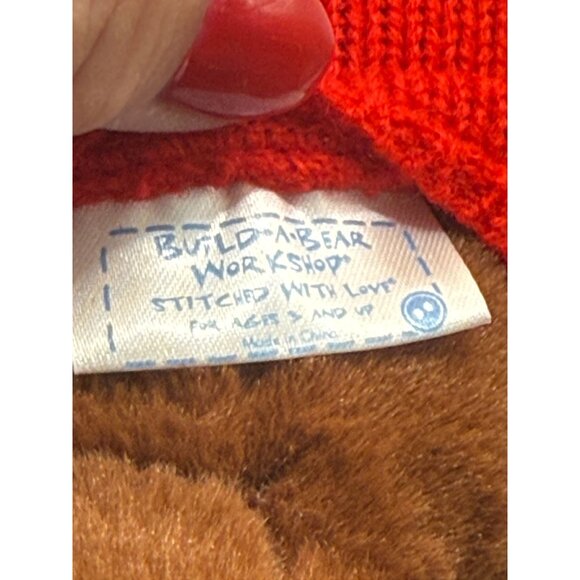 BUILD-A-BEAR
WORKSHOP®
STITCHED WITH LOVE®
FOR AGES 3 AND UP
Made in China